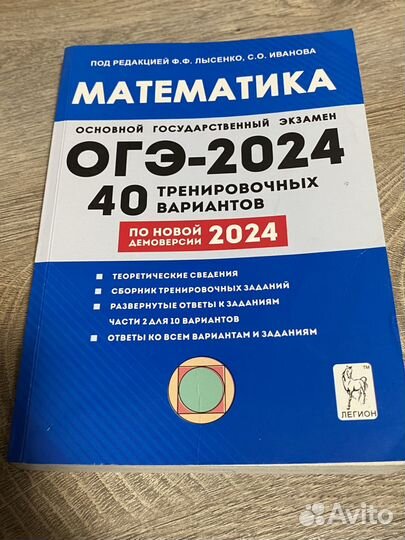 ПОД РЕДАКЦИЕЙ Ф.Ф. ЛЫСЕНКО, С.О. ИВАНОВА
МАТЕМАТИКА
ОСНОВНОЙ ГОСУДАРСТВЕННЫЙ ЭКЗАМЕН
ОГЭ-2024
40 ТРЕНИРОВОЧНЫХ
ВАРИАНТОВ
ПО НОВОЙ
ДЕМОВЕРСИИ 2024
ТЕОРЕТИЧЕСКИЕ СВЕДЕНИЯ
СБОРНИК ТРЕНИРОВОЧНЫХ ЗАДАНИЙ
РАЗВЕРНУТЫЕ ОТВЕТЫ К ЗАДАНИЯМ
ЧАСТИ 2 ДЛЯ 10 ВАРИАНТОВ
ОТВЕТЫ КО ВСЕМ ВАРИАНТАМ И ЗАДАНИЯМ
TM
ЛЕГИОН
Avito